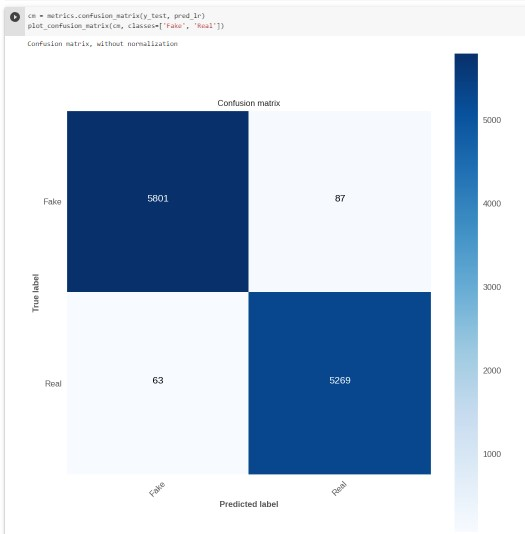 cm = metrics.confusion_matrix(y_test, pred_lr)
plot_confusion_matrix(cm, classes=['Fake', 'Real'])
Confusion matrix, without normalization
Confusion matrix
5000
4000
3000
2000
1000
True label
Fake
5801 87
Real
63 5269
Fake Real
Predicted label